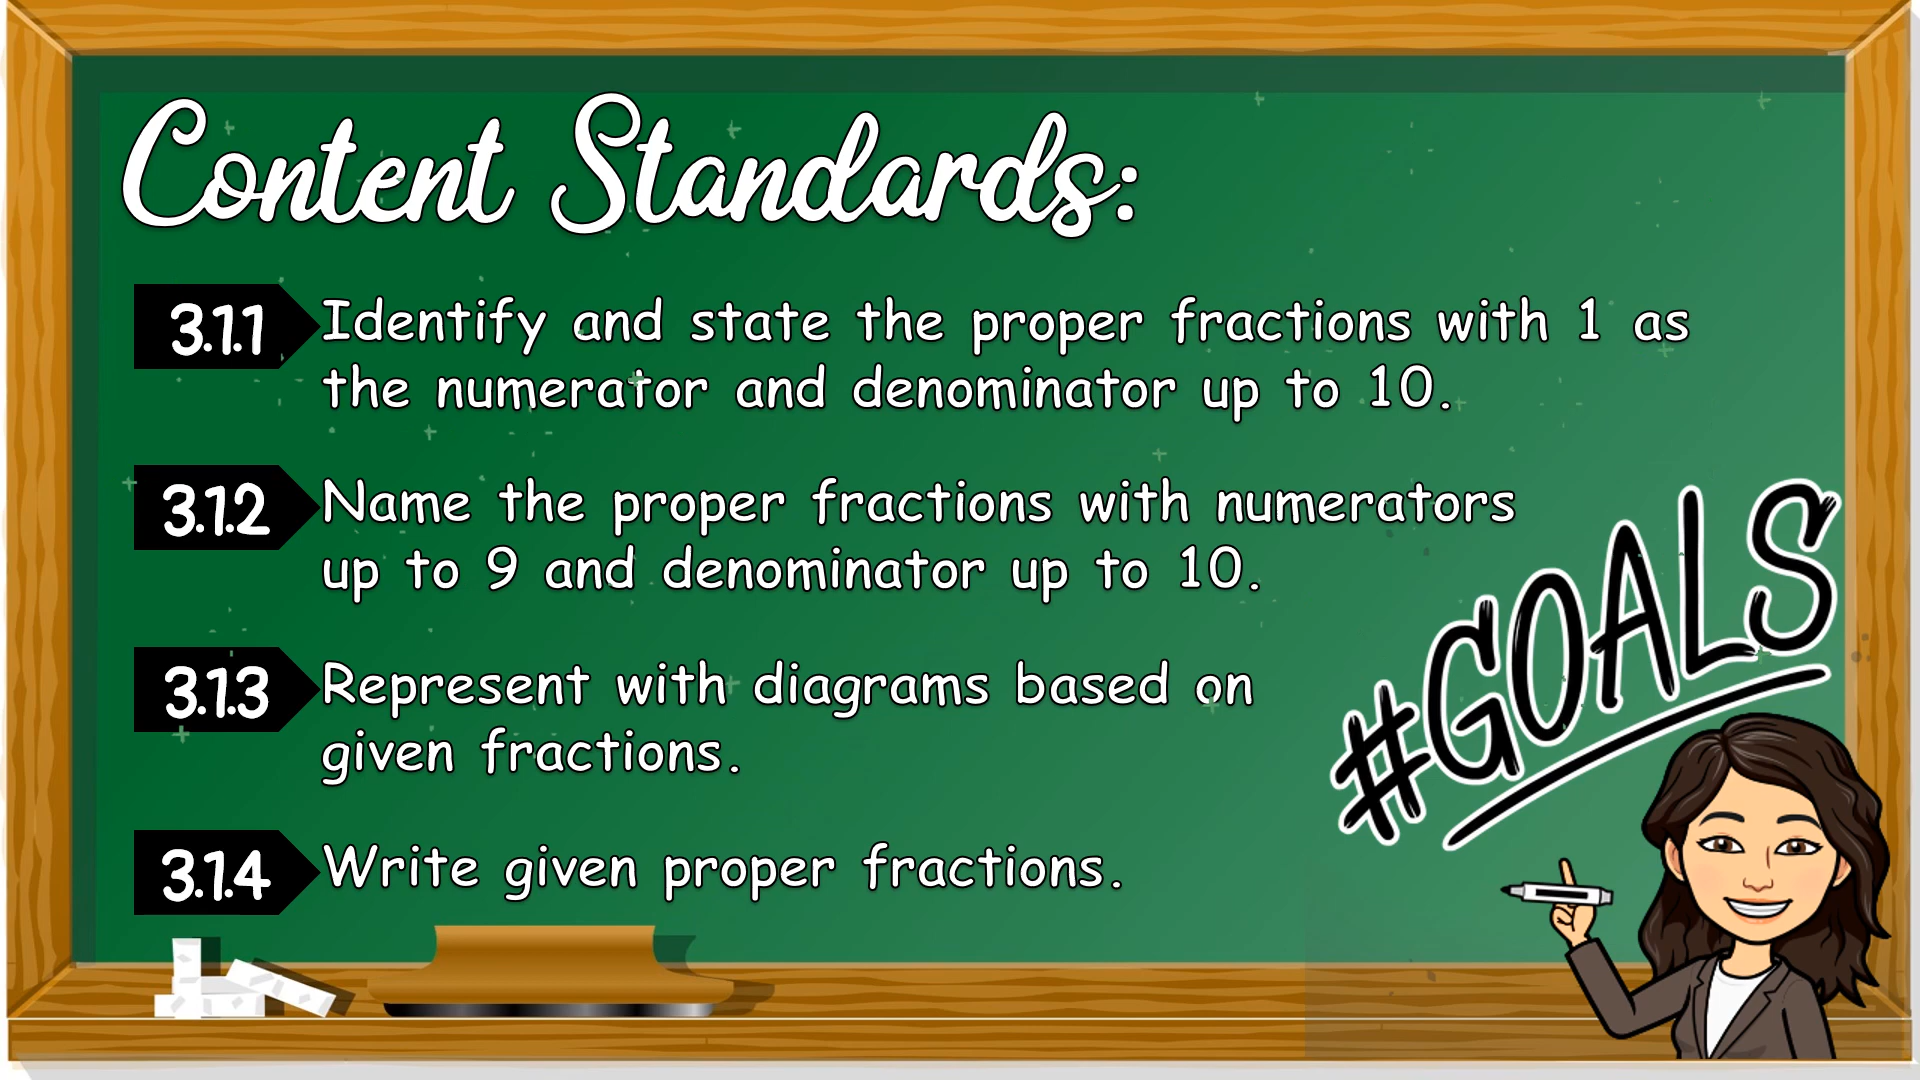 Content Standards:
3.1.1 Identify and state the proper fractions with 1 as
the numerator and denominator up to 10.
3.1.2 Name the proper fractions with numerators
up to 9 and denominator up to 10.
3.1.3 Represent with diagrams based on
given fractions.
3.1.4 Write given proper fractions.
#GOALS